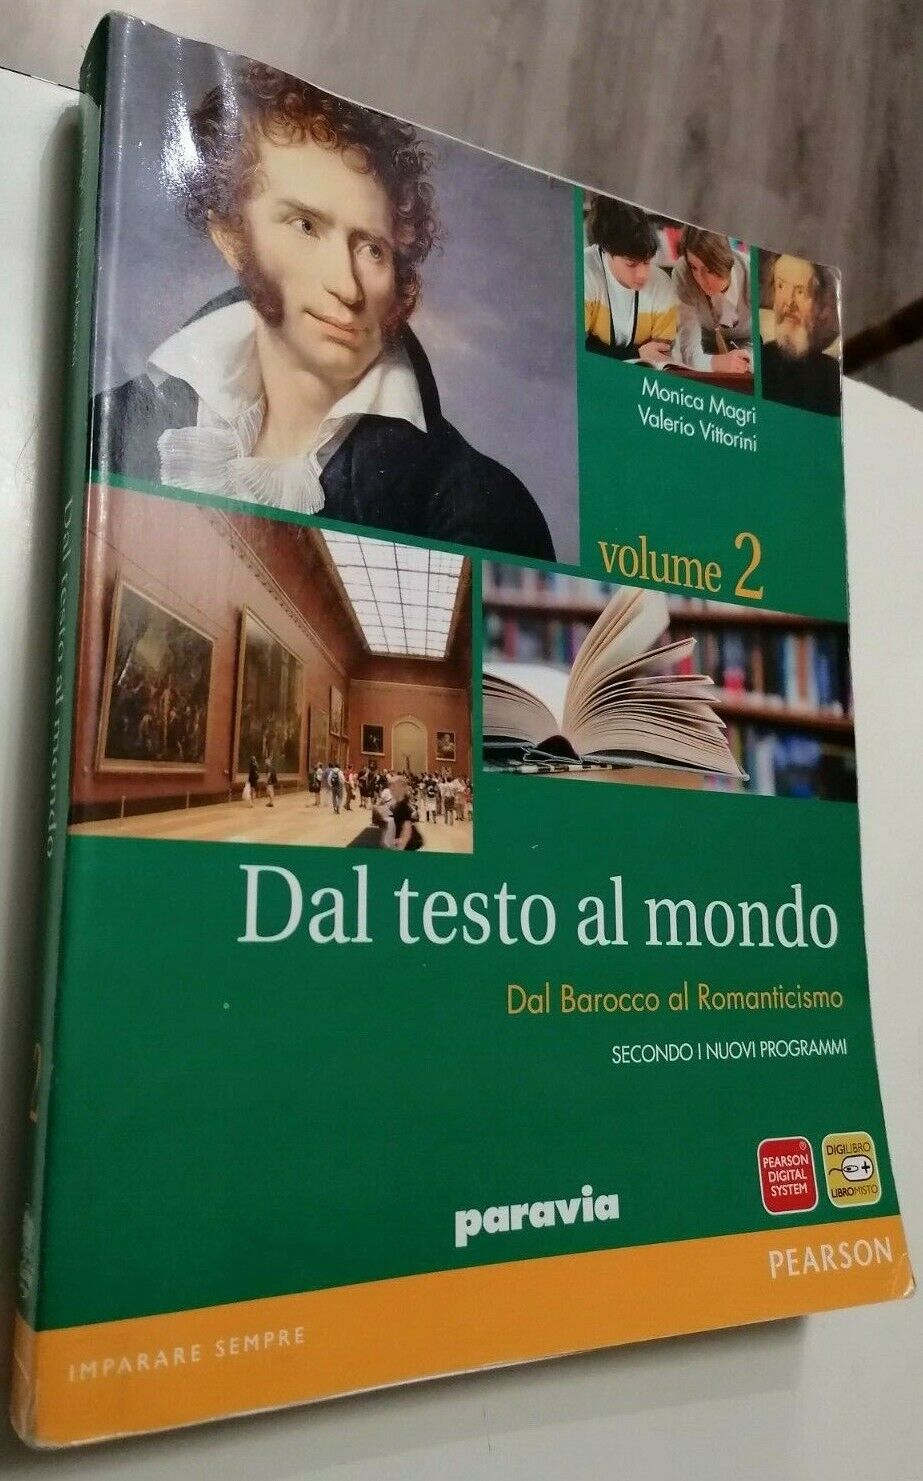 Monica Magri
Valerio Vittorini
volume 2
Dal testo al mondo
Dal Barocco al Romanticismo
SECONDO I NUOVI PROGRAMMI
PEARSON
DIGITAL
SYSTEM
®
DIGILIBRO
LIBROMISTO
paravia
PEARSON
IMPARARE SEMPRE
Dal testo al mondo
2